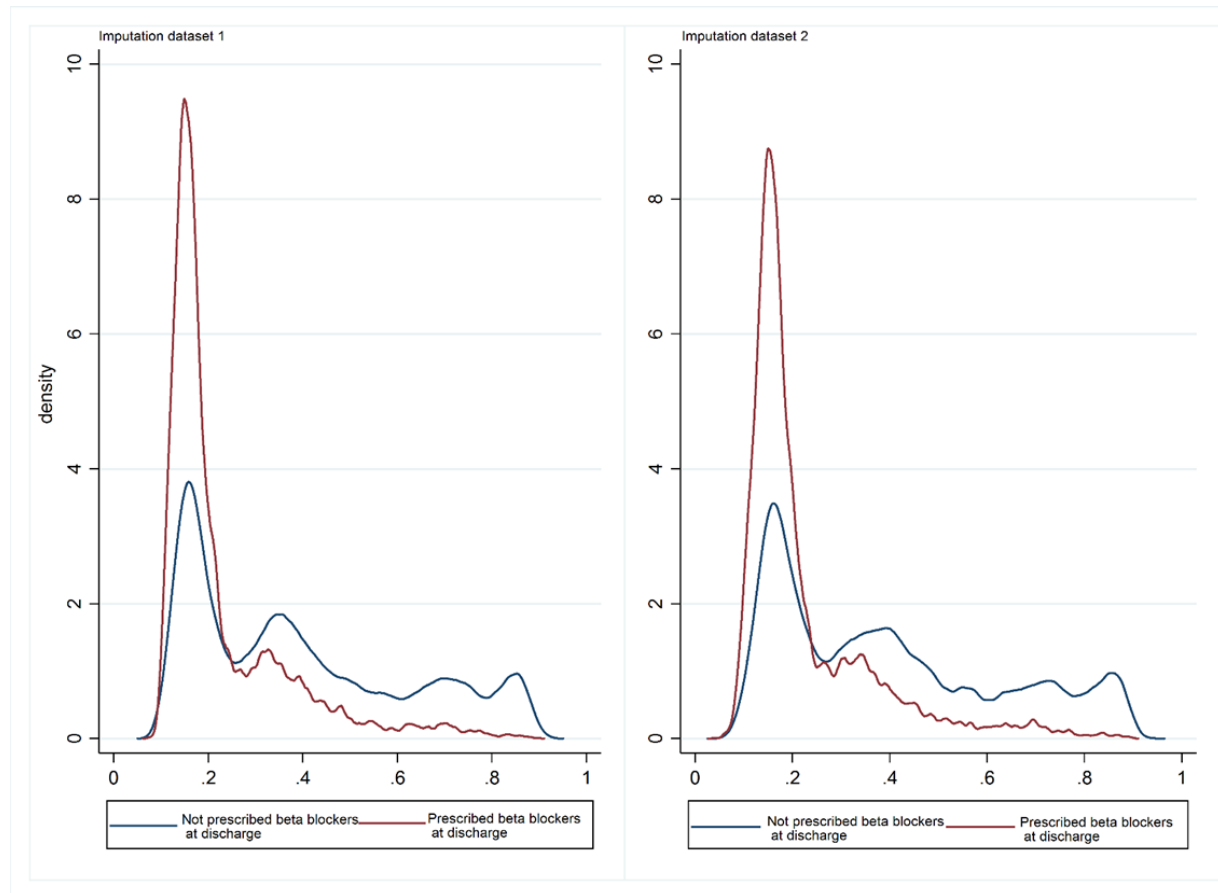 Imputation dataset 1
10
8
6
4
2
0
density
0 .2 .4 .6 .8 1
Not prescribed beta blockers
at discharge
Prescribed beta blockers
at discharge
Imputation dataset 2
10
8
6
4
2
0
0 .2 .4 .6 .8 1
Not prescribed beta blockers
at discharge
Prescribed beta blockers
at discharge